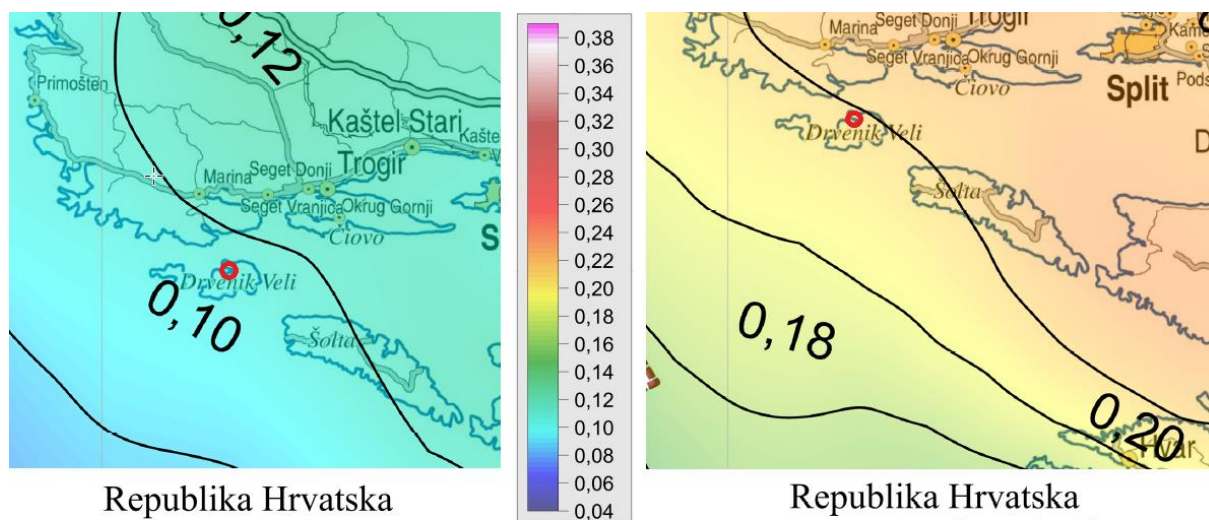 0,12
Primošten
Kaštel Stari
Kašte
Trogir
Seget Donji
Marina
Seget Vranjica
Okrug Gornji
Čiovo
S
Drvenik Veli
0,10
Šolta
Republika Hrvatska
0,38
0,36
0,34
0,32
0,30
0,28
0,26
0,24
0,22
0,20
0,18
0,16
0,14
0,12
0,10
0,08
0,06
0,04
Trogir
Seget Donji
Marina
Seget Vranjica
Okrug Gornji
Čiovo
Kame
Split
Pods
D
Drvenik Veli
Šolta
0,18
0,20
Hvar
Republika Hrvatska